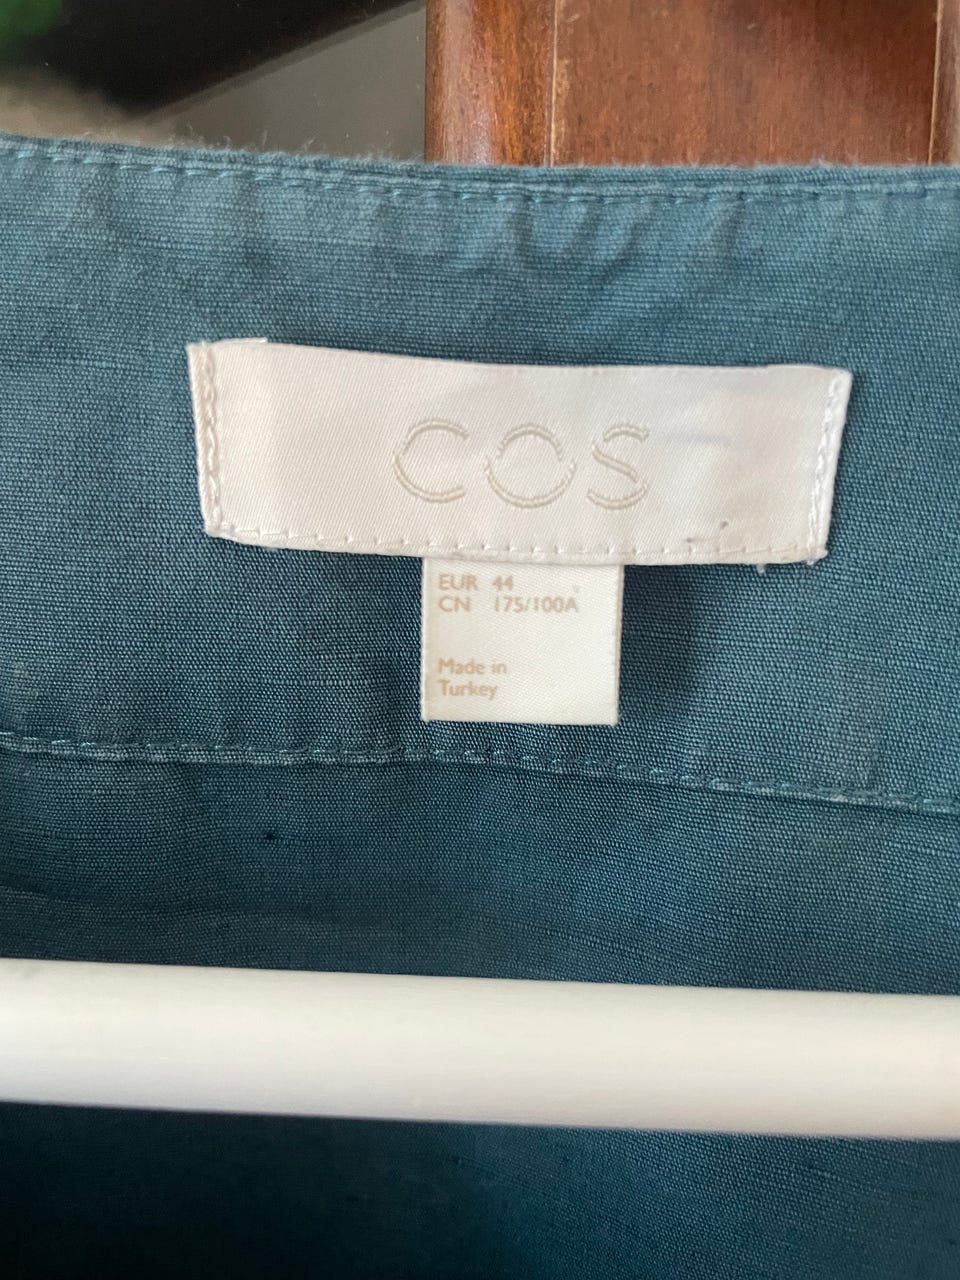 COS
EUR 44
CN 175/100A
Made in
Turkey